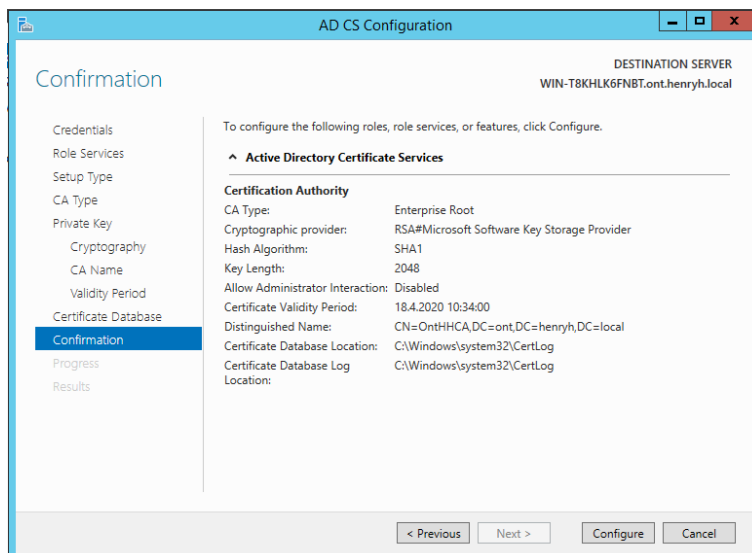 AD CS Configuration
DESTINATION SERVER
WIN-T8KHLK6FNBT.ont.henryh.local
Confirmation
Credentials
Role Services
Setup Type
CA Type
Private Key
Cryptography
CA Name
Validity Period
Certificate Database
Confirmation
Progress
Results
To configure the following roles, role services, or features, click Configure.
Active Directory Certificate Services
Certification Authority
CA Type: Enterprise Root
Cryptographic provider: RSA#Microsoft Software Key Storage Provider
Hash Algorithm: SHA1
Key Length: 2048
Allow Administrator Interaction: Disabled
Certificate Validity Period: 18.4.2020 10:34:00
Distinguished Name: CN=OntHHCA,DC=ont,DC=henryh,DC=local
Certificate Database Location: C:\Windows\system32\CertLog
Certificate Database Log C:\Windows\system32\CertLog
Location:
< Previous Next > Configure Cancel